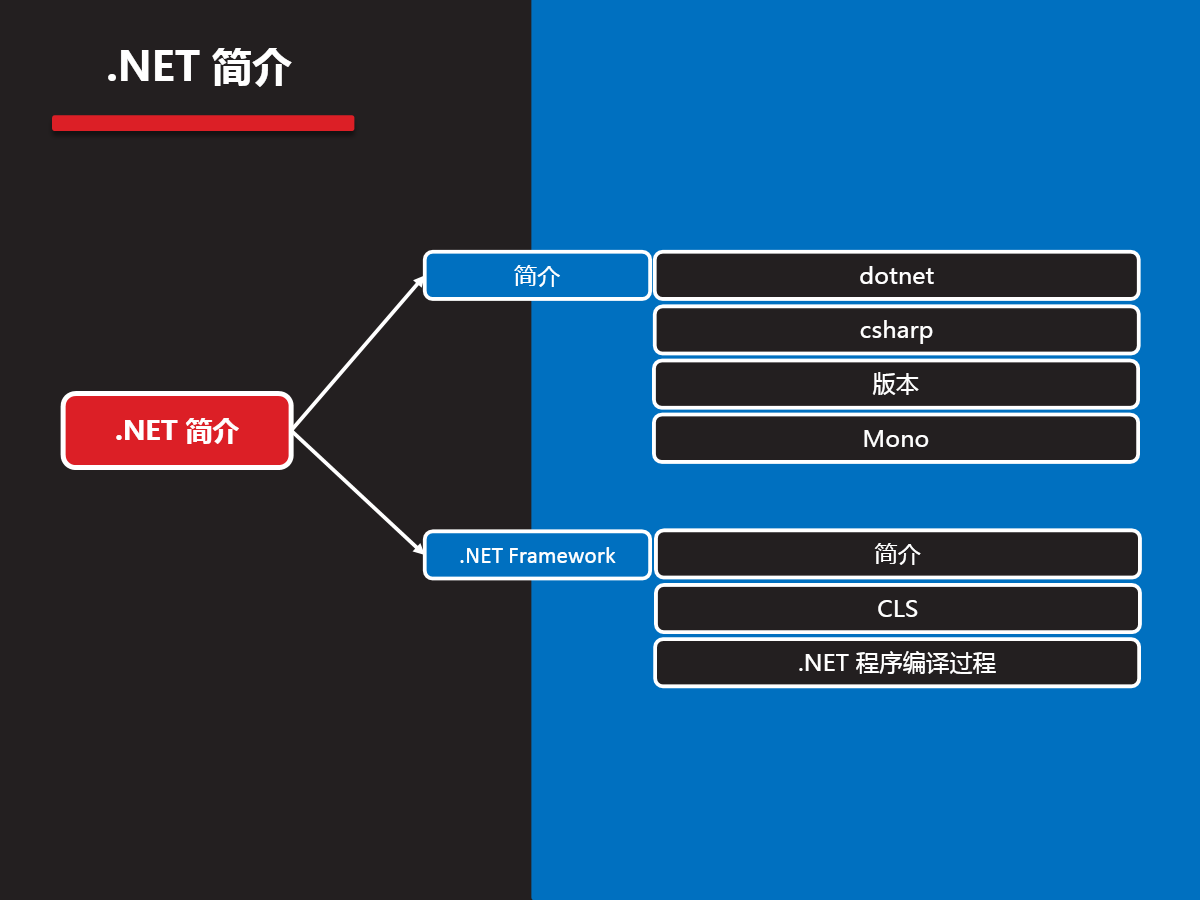 .NET 简介
.NET 简介
简介
dotnet
csharp
版本
Mono
.NET Framework
简介
CLS
.NET 程序编译过程